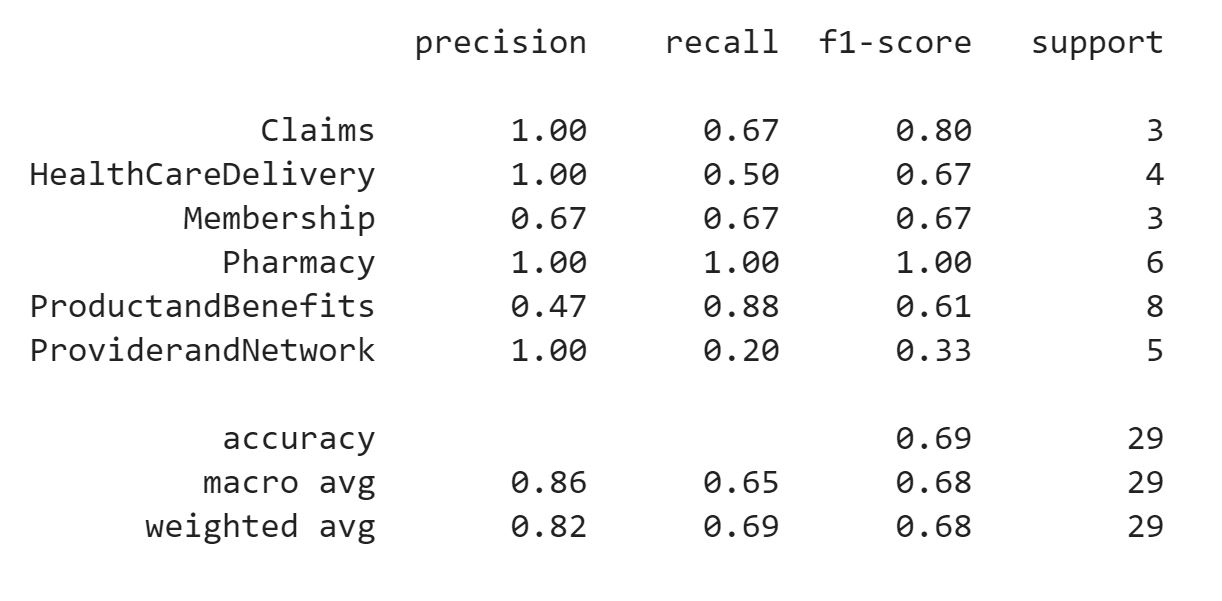 precision recall f1-score support
Claims 1.00 0.67 0.80 3
HealthCareDelivery 1.00 0.50 0.67 4
Membership 0.67 0.67 0.67 3
Pharmacy 1.00 1.00 1.00 6
ProductandBenefits 0.47 0.88 0.61 8
ProviderandNetwork 1.00 0.20 0.33 5
accuracy 0.69 29
macro avg 0.86 0.65 0.68 29
weighted avg 0.82 0.69 0.68 29